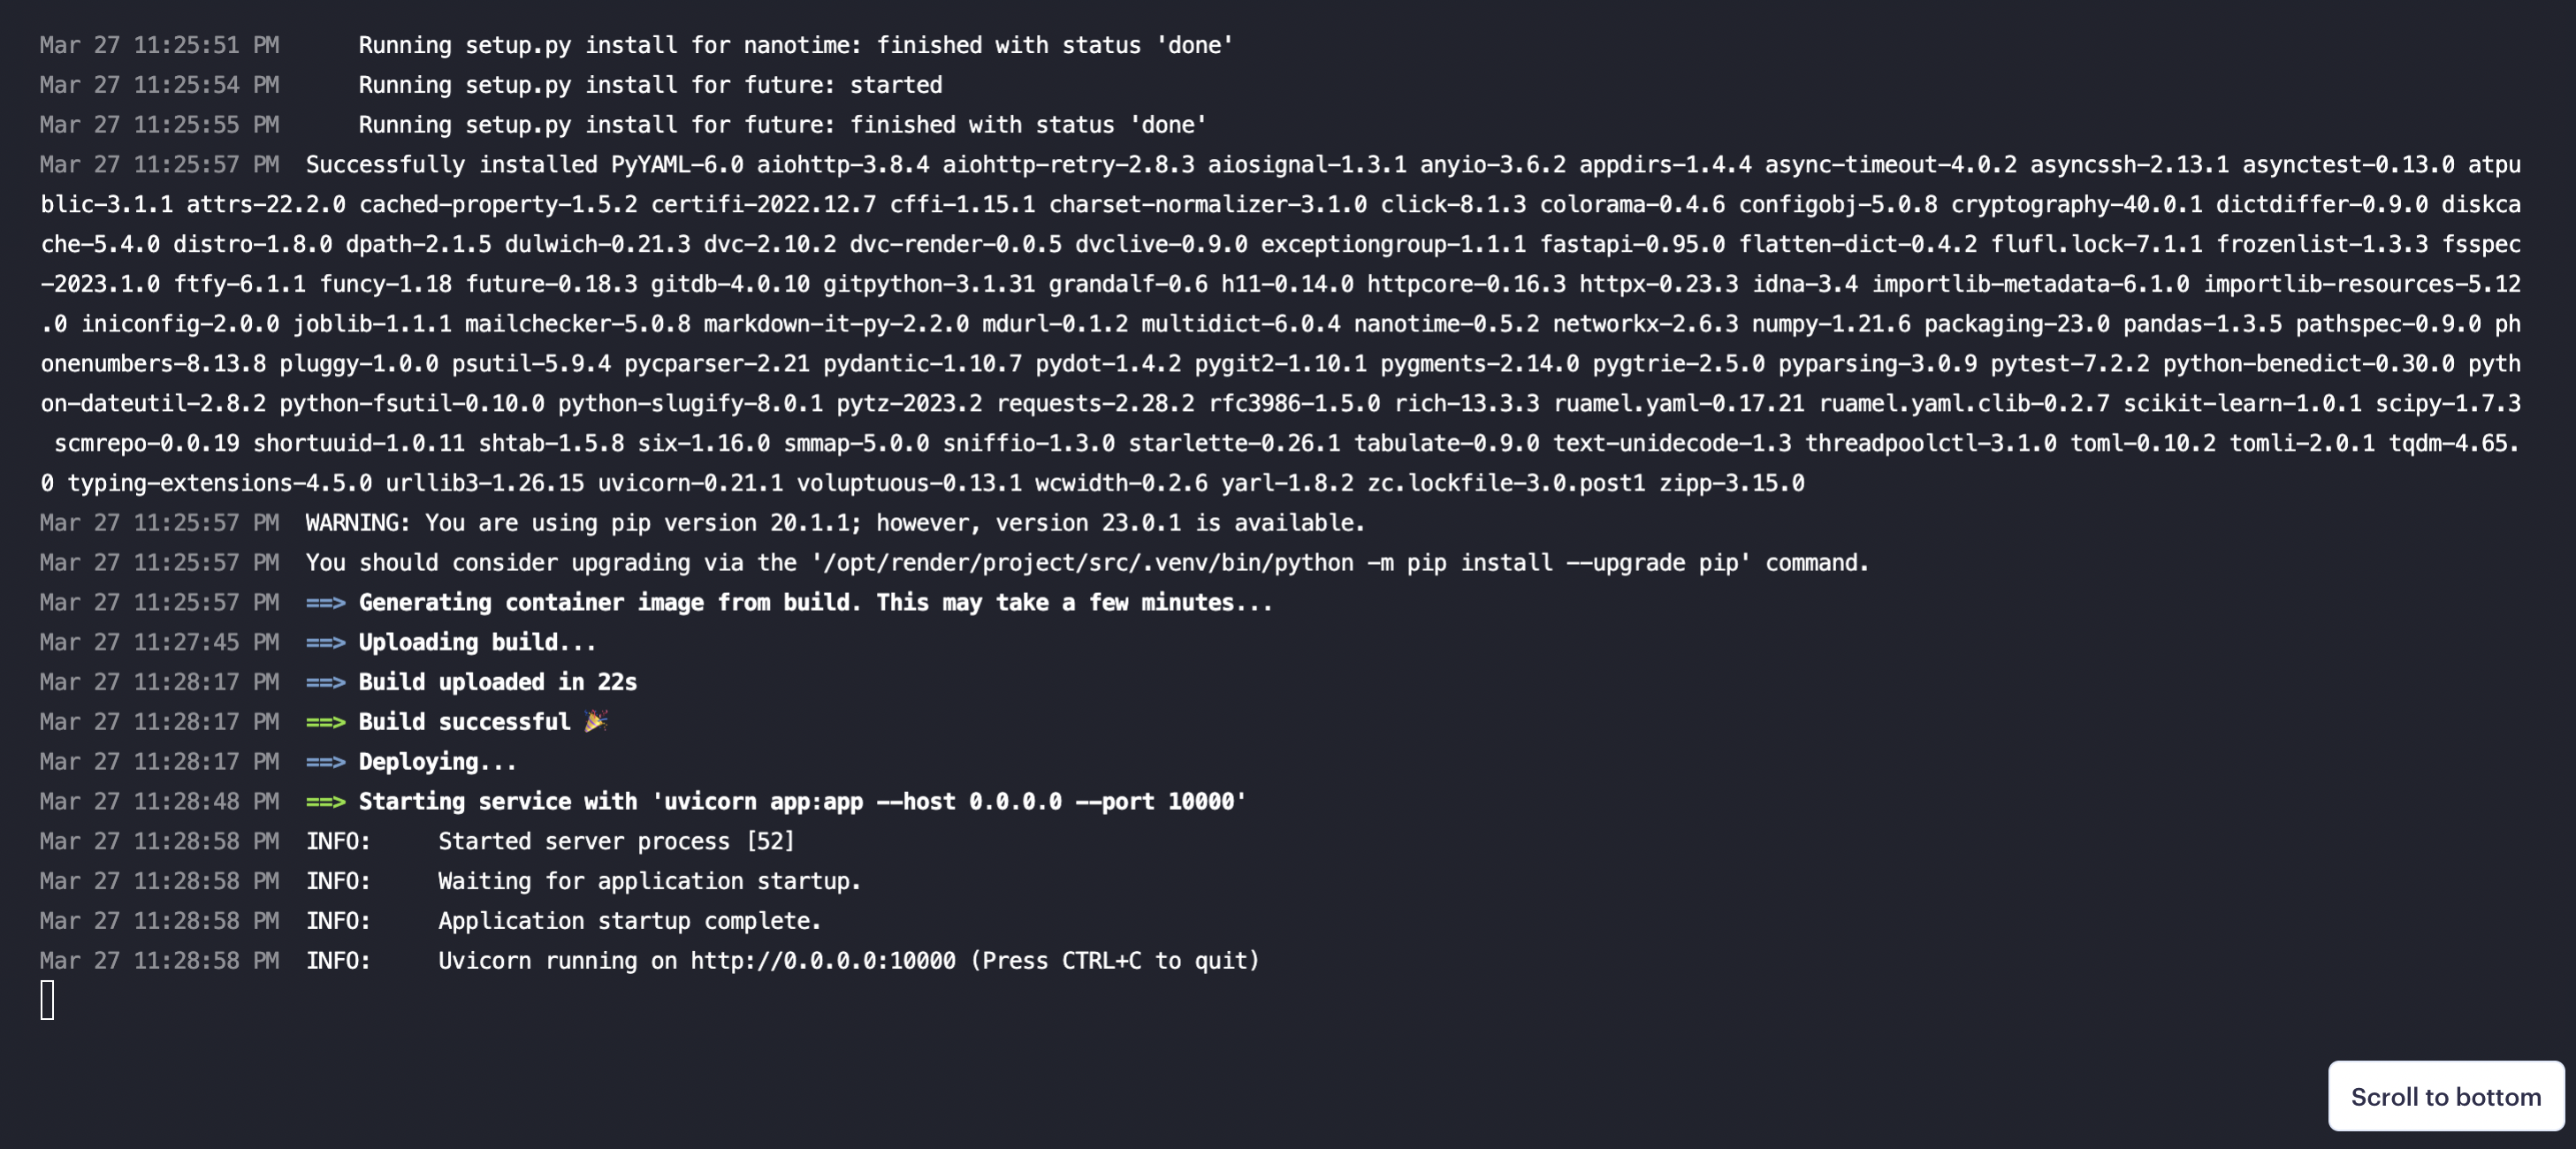 Mar 27 11:25:51 PM      Running setup.py install for nanotime: finished with status 'done'
Mar 27 11:25:54 PM      Running setup.py install for future: started
Mar 27 11:25:55 PM      Running setup.py install for future: finished with status 'done'
Mar 27 11:25:57 PM  Successfully installed PyYAML-6.0 aiohttp-3.8.4 aiohttp-retry-2.8.3 aiosignal-1.3.1 anyio-3.6.2 appdirs-1.4.4 async-timeout-4.0.2 asyncssh-2.13.1 asynctest-0.13.0 atpu
blic-3.1.1 attrs-22.2.0 cached-property-1.5.2 certifi-2022.12.7 cffi-1.15.1 charset-normalizer-3.1.0 click-8.1.3 colorama-0.4.6 configobj-5.0.8 cryptography-40.0.1 dictdiffer-0.9.0 diskca
che-5.4.0 distro-1.8.0 dpath-2.1.5 dulwich-0.21.3 dvc-2.10.2 dvc-render-0.0.5 dvclive-0.9.0 exceptiongroup-1.1.1 fastapi-0.95.0 flatten-dict-0.4.2 flufl.lock-7.1.1 frozenlist-1.3.3 fsspec
-2023.1.0 ftfy-6.1.1 funcy-1.18 future-0.18.3 gitdb-4.0.10 gitpython-3.1.31 grandalf-0.6 h11-0.14.0 httpcore-0.16.3 httpx-0.23.3 idna-3.4 importlib-metadata-6.1.0 importlib-resources-5.12
.0 iniconfig-2.0.0 joblib-1.1.1 mailchecker-5.0.8 markdown-it-py-2.2.0 mdurl-0.1.2 multidict-6.0.4 nanotime-0.5.2 networkx-2.6.3 numpy-1.21.6 packaging-23.0 pandas-1.3.5 pathspec-0.9.0 ph
onenumbers-8.13.8 pluggy-1.0.0 psutil-5.9.4 pycparser-2.21 pydantic-1.10.7 pydot-1.4.2 pygit2-1.10.1 pygments-2.14.0 pygtrie-2.5.0 pyparsing-3.0.9 pytest-7.2.2 python-benedict-0.30.0 pyth
on-dateutil-2.8.2 python-fsutil-0.10.0 python-slugify-8.0.1 pytz-2023.2 requests-2.28.2 rfc3986-1.5.0 rich-13.3.3 ruamel.yaml-0.17.21 ruamel.yaml.clib-0.2.7 scikit-learn-1.0.1 scipy-1.7.3
 scmrepo-0.0.19 shortuuid-1.0.11 shtab-1.5.8 six-1.16.0 smmap-5.0.0 sniffio-1.3.0 starlette-0.26.1 tabulate-0.9.0 text-unidecode-1.3 threadpoolctl-3.1.0 toml-0.10.2 tomli-2.0.1 tqdm-4.65.
0 typing-extensions-4.5.0 urllib3-1.26.15 uvicorn-0.21.1 voluptuous-0.13.1 wcwidth-0.2.6 yarl-1.8.2 zc.lockfile-3.0.post1 zipp-3.15.0
Mar 27 11:25:57 PM  WARNING: You are using pip version 20.1.1; however, version 23.0.1 is available.
Mar 27 11:25:57 PM  You should consider upgrading via the '/opt/render/project/src/.venv/bin/python -m pip install --upgrade pip' command.
Mar 27 11:25:57 PM  ==> Generating container image from build. This may take a few minutes...
Mar 27 11:27:45 PM  ==> Uploading build...
Mar 27 11:28:17 PM  ==> Build uploaded in 22s
Mar 27 11:28:17 PM  ==> Build successful 🎉
Mar 27 11:28:17 PM  ==> Deploying...
Mar 27 11:28:48 PM  ==> Starting service with 'uvicorn app:app --host 0.0.0.0 --port 10000'
Mar 27 11:28:58 PM  INFO:     Started server process [52]
Mar 27 11:28:58 PM  INFO:     Waiting for application startup.
Mar 27 11:28:58 PM  INFO:     Application startup complete.
Mar 27 11:28:58 PM  INFO:     Uvicorn running on http://0.0.0.0:10000 (Press CTRL+C to quit)
Scroll to bottom